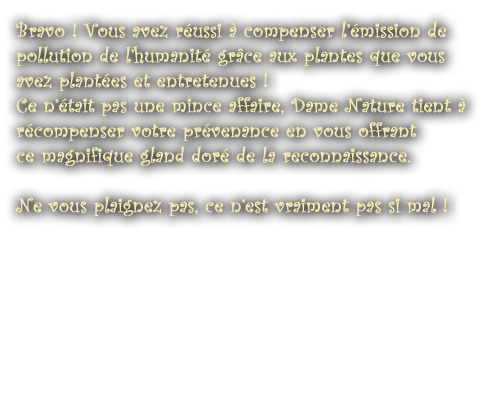 Bravo ! Vous avez réussi à compenser l'émission de
pollution de l'humanité grâce aux plantes que vous
avez plantées et entretenues !
Ce n'était pas une mince affaire, Dame Nature tient à
récompenser votre prévenance en vous offrant
ce magnifique gland doré de la reconnaissance.
Ne vous plaignez pas, ce n'est vraiment pas si mal !